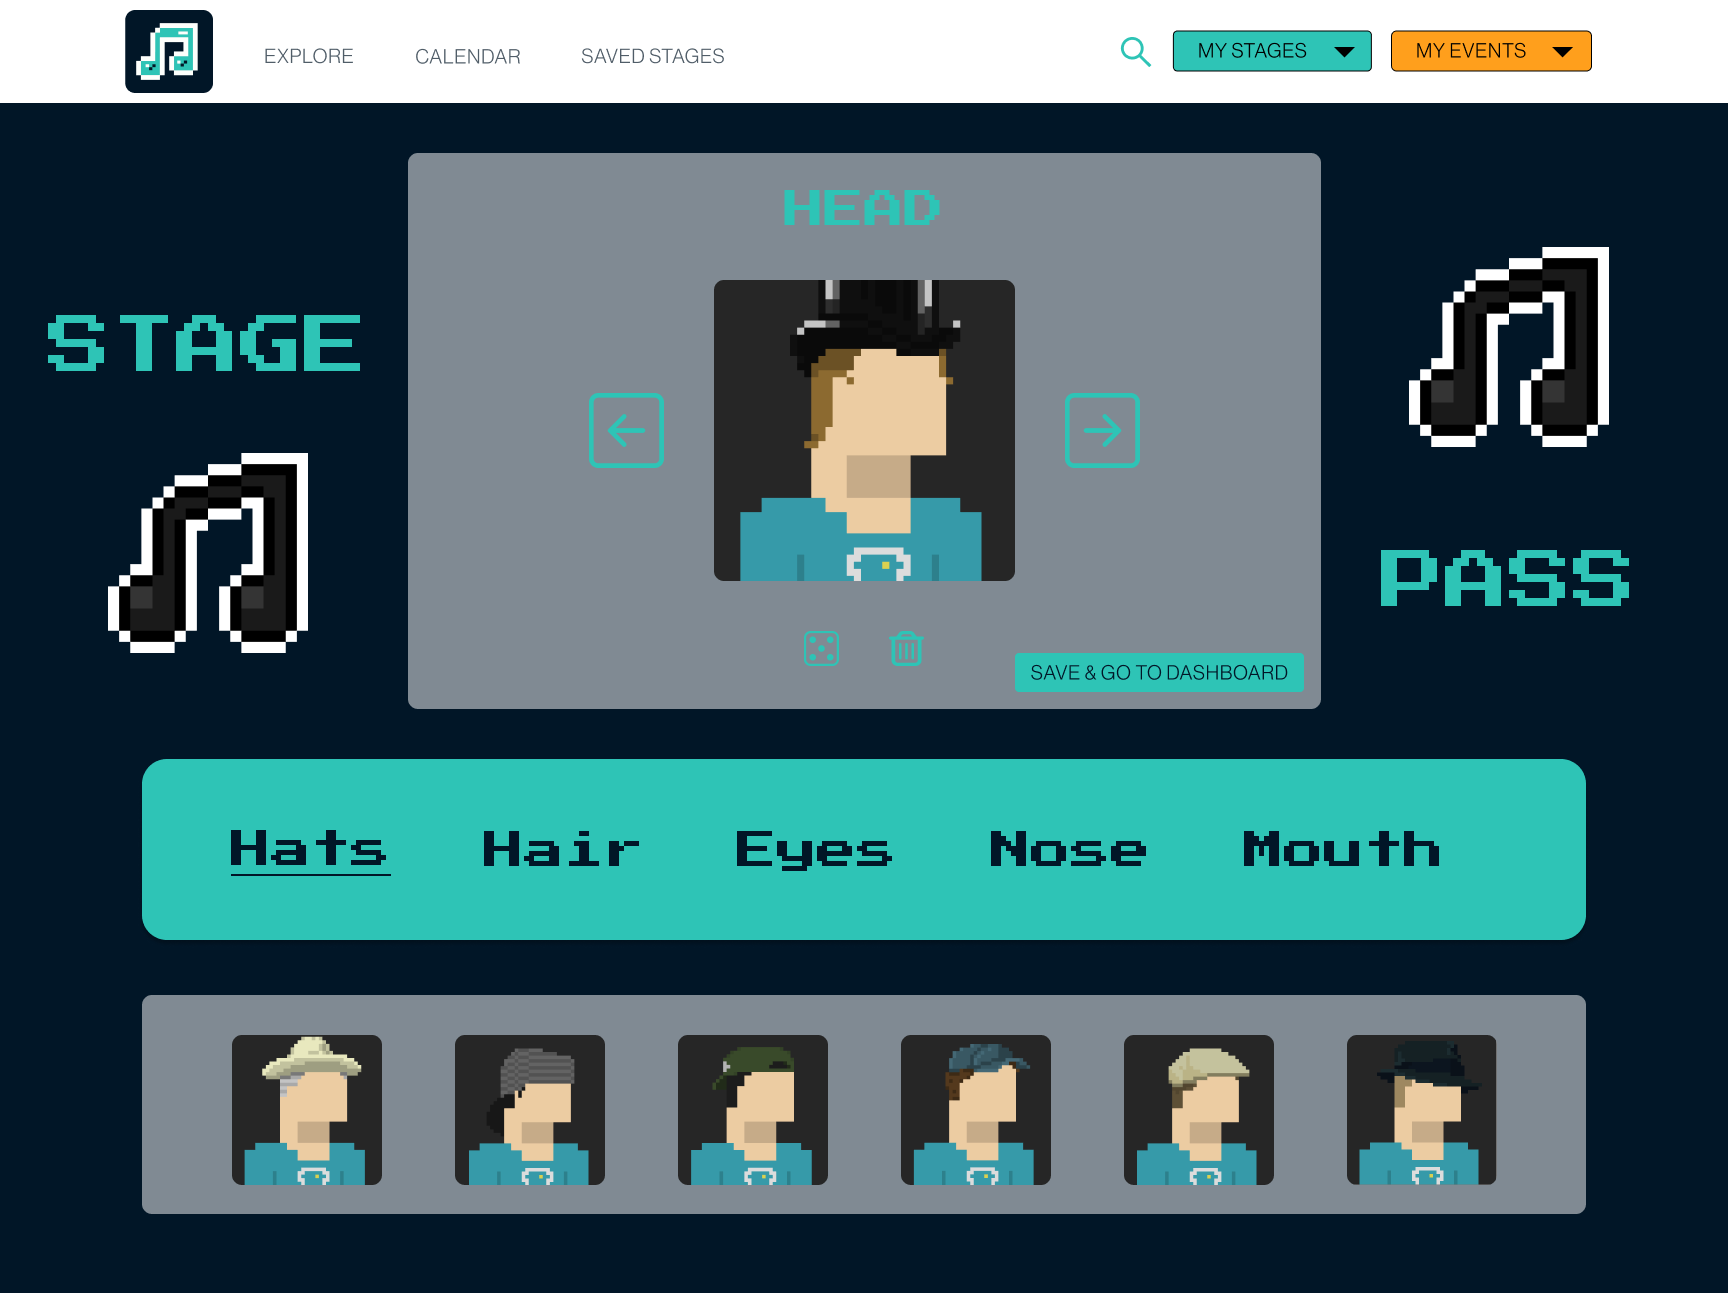 EXPLORE
CALENDAR
SAVED STAGES
MY STAGES
MY EVENTS
HEAD
STAGE
PASS
SAVE & GO TO DASHBOARD
Hats
Hair
Eyes
Nose
Mouth